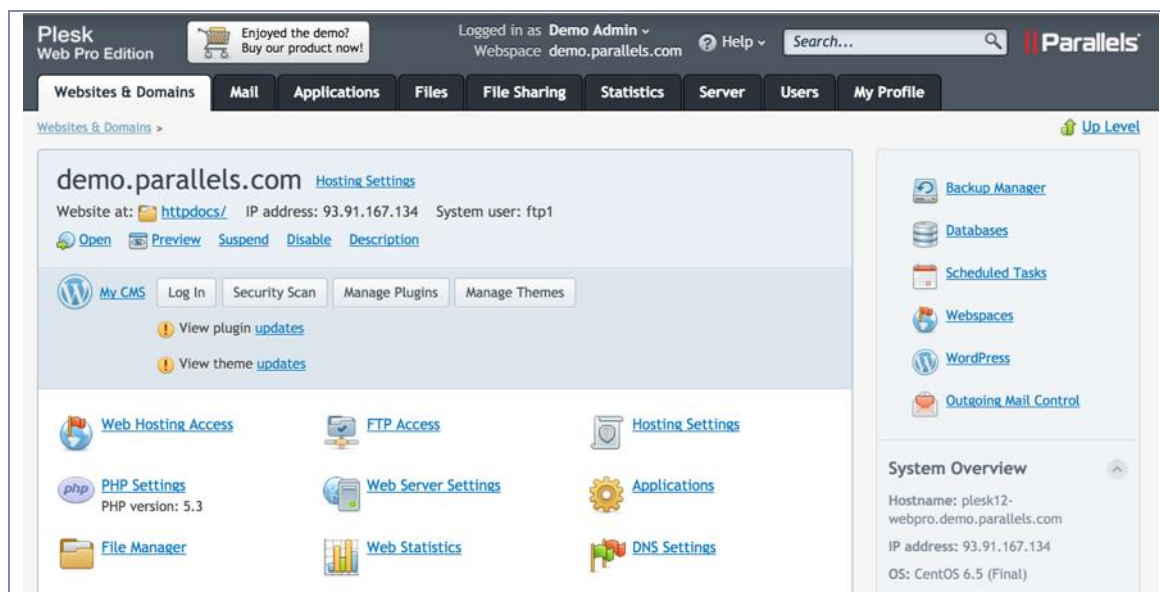 Plesk
Web Pro Edition
Enjoyed the demo?
Buy our product now!
Logged in as Demo Admin
Webspace demo.parallels.com
Help
Search...
Parallels
Websites & Domains Mail Applications Files File Sharing Statistics Server Users My Profile
Websites & Domains >
Up Level
demo.parallels.com Hosting Settings
Website at: httpdocs/ IP address: 93.91.167.134 System user: ftp1
Open Preview Suspend Disable Description
My CMS Log In Security Scan Manage Plugins Manage Themes
View plugin updates
View theme updates
Web Hosting Access FTP Access Hosting Settings
php PHP Settings Web Server Settings Applications
PHP version: 5.3
File Manager Web Statistics DNS Settings
Backup Manager
Databases
Scheduled Tasks
Webspaces
WordPress
Outgoing Mail Control
System Overview
Hostname: plesk12-
webpro.demo.parallels.com
IP address: 93.91.167.134
OS: CentOS 6.5 (Final)